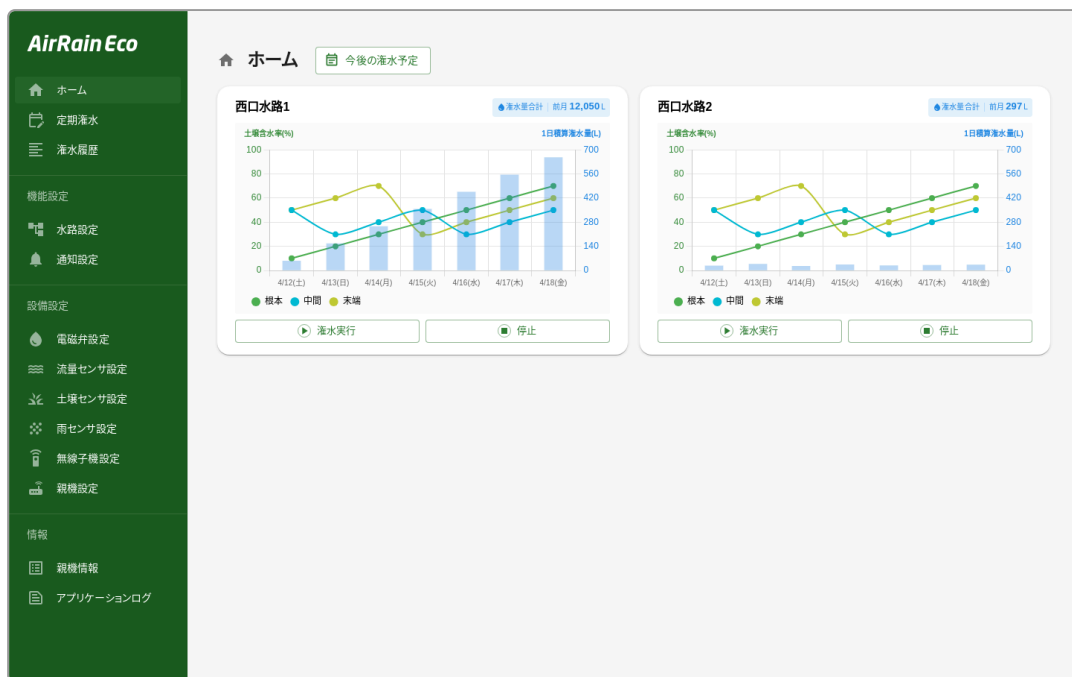 AirRain Eco
ホーム
定期潅水
潅水履歴
機能設定
水路設定
通知設定
設備設定
電磁弁設定
流量センサ設定
土壌センサ設定
雨センサ設定
無線子機設定
親機設定
情報
親機情報
アプリケーションログ
ホーム 今後の潅水予定
西口水路1 潅水量合計 前月 12,050 L
土壌含水率(%) 1日積算潅水量(L)
100 700
80 560
60 420
40 280
20 140
0 0
4/12(土) 4/13(日) 4/14(月) 4/15(火) 4/16(水) 4/17(木) 4/18(金)
根本 中間 末端
潅水実行 停止
西口水路2 潅水量合計 前月 297 L
土壌含水率(%) 1日積算潅水量(L)
100 700
80 560
60 420
40 280
20 140
0 0
4/12(土) 4/13(日) 4/14(月) 4/15(火) 4/16(水) 4/17(木) 4/18(金)
根本 中間 末端
潅水実行 停止